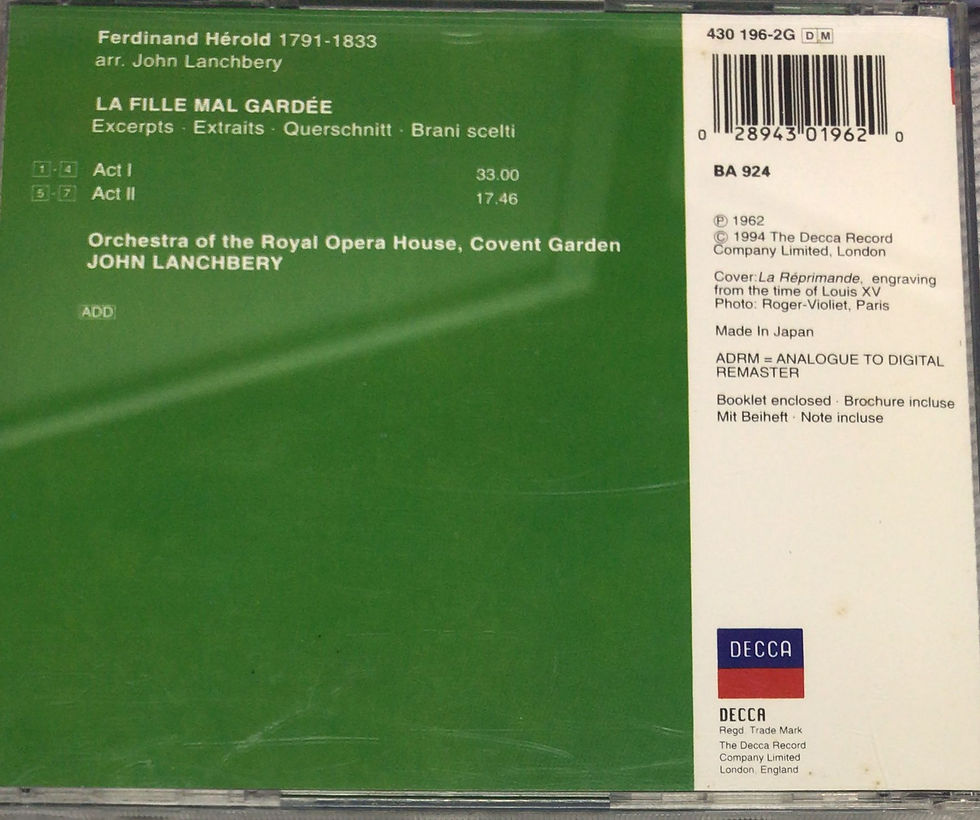 Ferdinand Hérold 1791-1833
arr. John Lanchbery
LA FILLE MAL GARDÉE
Excerpts · Extraits · Querschnitt · Brani scelti
1 - 4 Act I 33.00
5 - 7 Act II 17.46
Orchestra of the Royal Opera House, Covent Garden
JOHN LANCHBERY
ADD
430 196-2G DM
0 28943 01962 0
BA 924
Ⓟ 1962
© 1994 The Decca Record
Company Limited, London
Cover: La Réprimande, engraving
from the time of Louis XV
Photo: Roger-Violiet, Paris
Made In Japan
ADRM = ANALOGUE TO DIGITAL
REMASTER
Booklet enclosed · Brochure incluse
Mit Beiheft · Note incluse
DECCA
DECCA
Regd. Trade Mark
The Decca Record
Company Limited
London, England